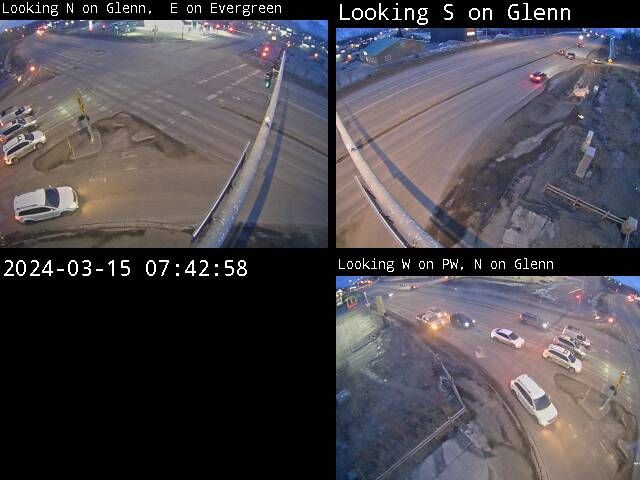 Looking N on Glenn,  E on Evergreen
Looking S on Glenn
2024-03-15 07:42:58
Looking W on PW, N on Glenn